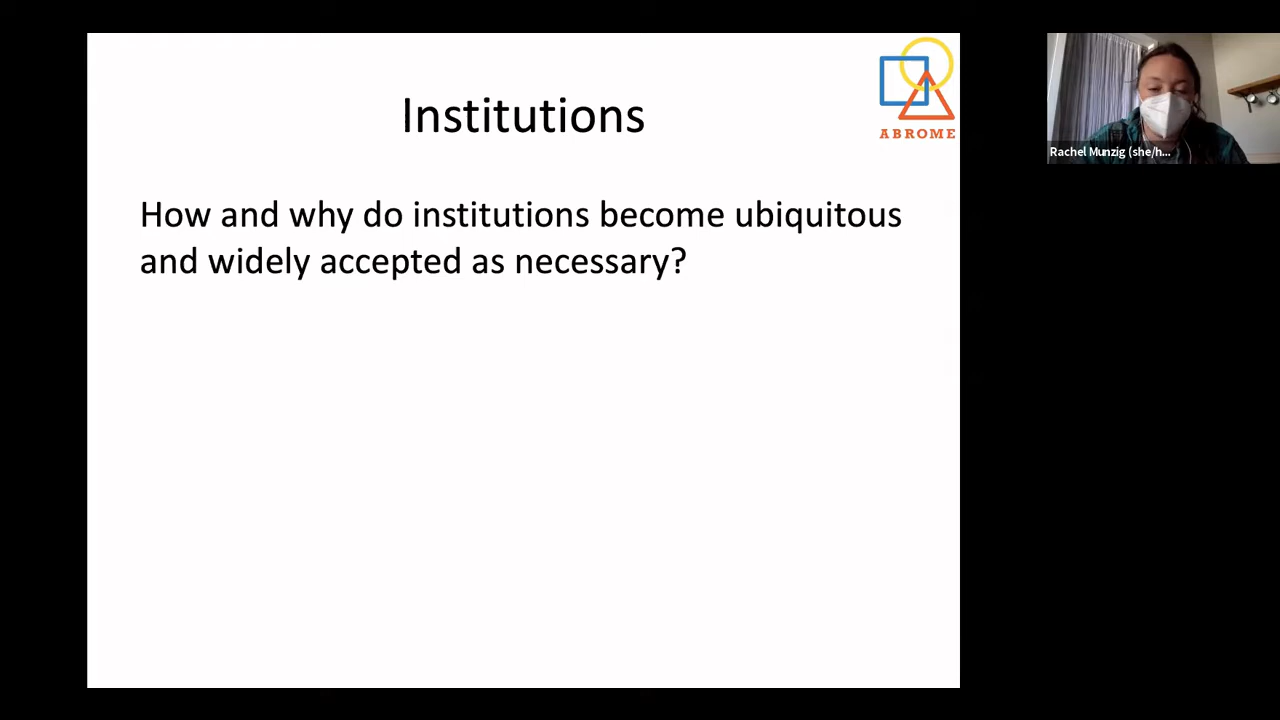 Institutions
ABROME
How and why do institutions become ubiquitous
and widely accepted as necessary?
Rachel Munzig (she/h...